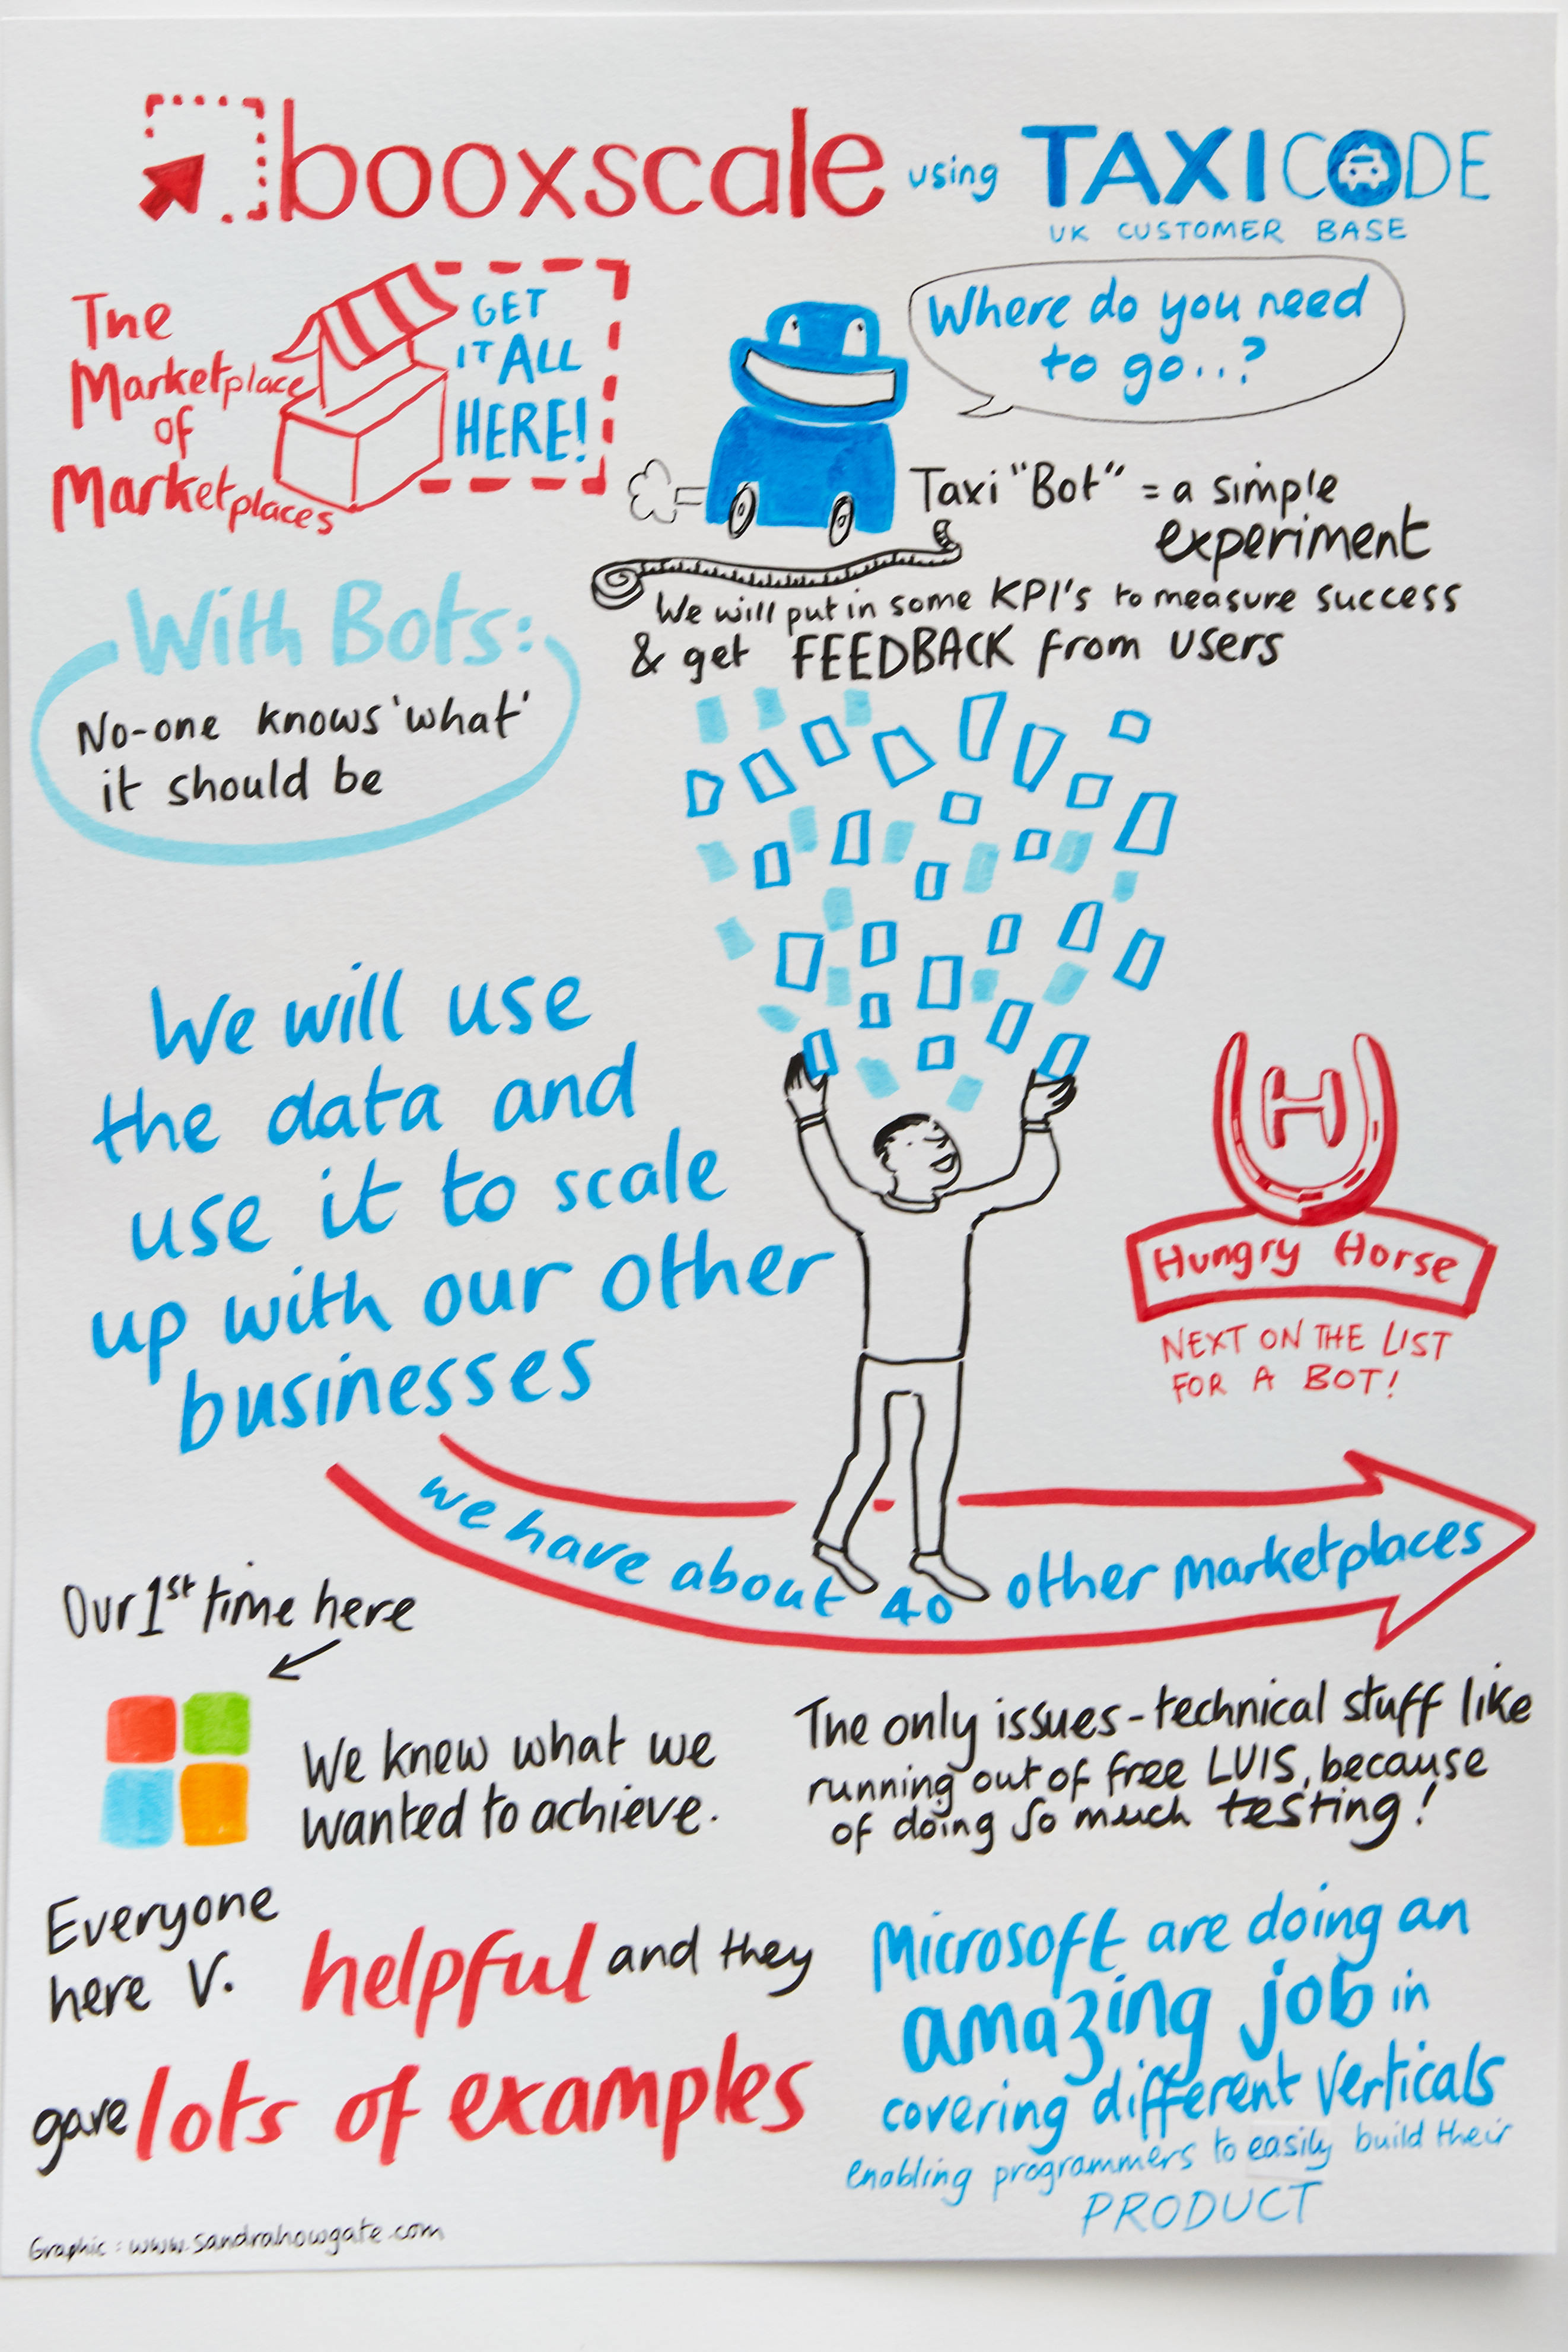 booxscale using TAXICODE
UK CUSTOMER BASE
The
Marketplace
of
Marketplaces
GET
IT ALL
HERE!
Where do you need
to go..?
Taxi "Bot" = a simple
experiment
We will put in some KPI's to measure success
& get FEEDBACK from users
With Bots:
No-one knows 'what'
it should be
We will use
the data and
use it to scale
up with our other
businesses
H
Hungry Horse
NEXT ON THE LIST
FOR A BOT!
we have about 40 other marketplaces
Our 1st time here
We knew what we
wanted to achieve.
The only issues - technical stuff like
running out of free LUIS, because
of doing so much testing!
Everyone
here V. helpful and they
gave lots of examples
Microsoft are doing an
amazing job in
covering different verticals
enabling programmers to easily build their
PRODUCT
Graphic: www.sandrahowgate.com